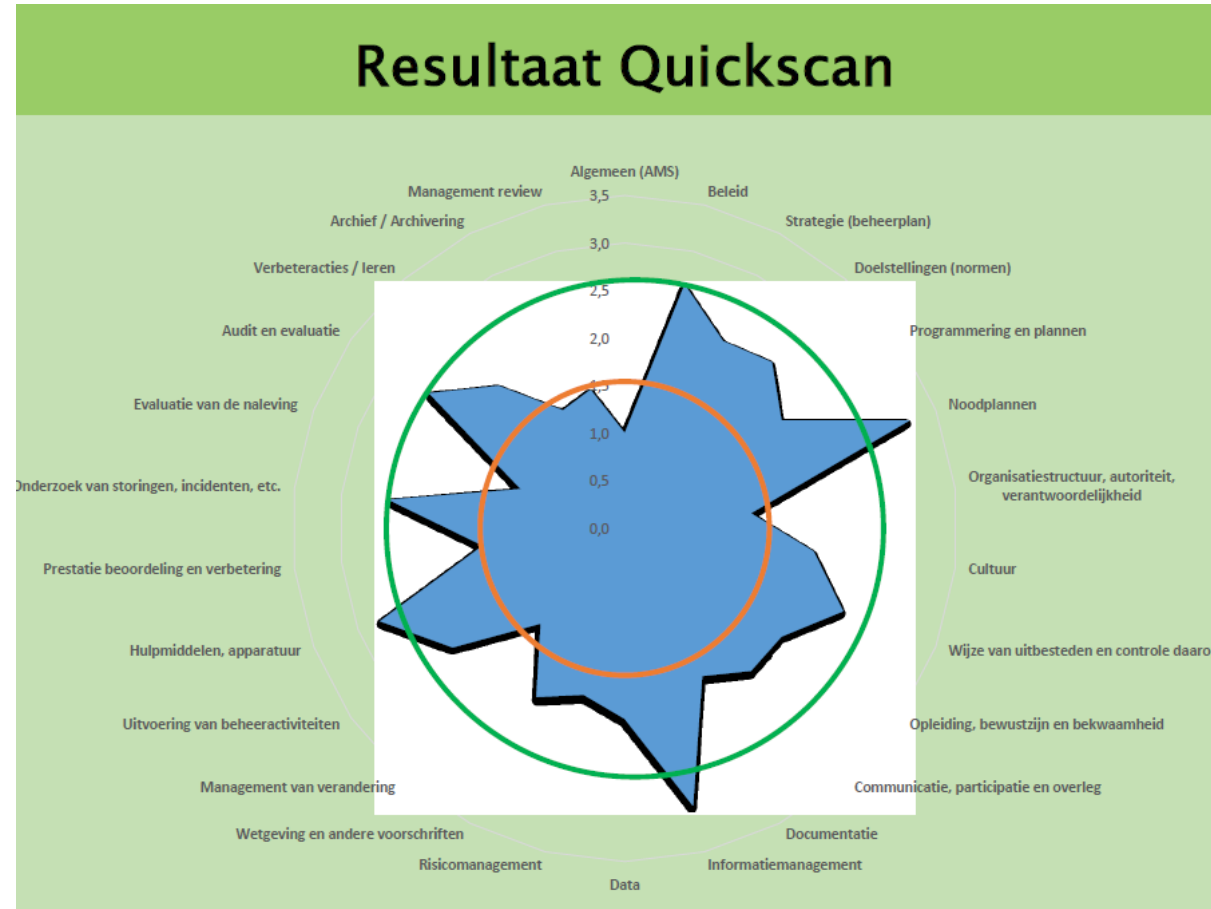 Resultaat Quickscan
Algemeen (AMS)
Beleid
Strategie (beheerplan)
Doelstellingen (normen)
Programmering en plannen
Noodplannen
Organisatiestructuur, autoriteit,
verantwoordelijkheid
Cultuur
Wijze van uitbesteden en controle daaro
Opleiding, bewustzijn en bekwaamheid
Communicatie, participatie en overleg
Documentatie
Informatiemanagement
Data
Risicomanagement
Wetgeving en andere voorschriften
Management van verandering
Uitvoering van beheeractiviteiten
Hulpmiddelen, apparatuur
Prestatie beoordeling en verbetering
Onderzoek van storingen, incidenten, etc.
Evaluatie van de naleving
Audit en evaluatie
Verbeteracties / leren
Archief / Archivering
Management review
3,5
3,0
2,5
2,0
1,5
1,0
0,5
0,0